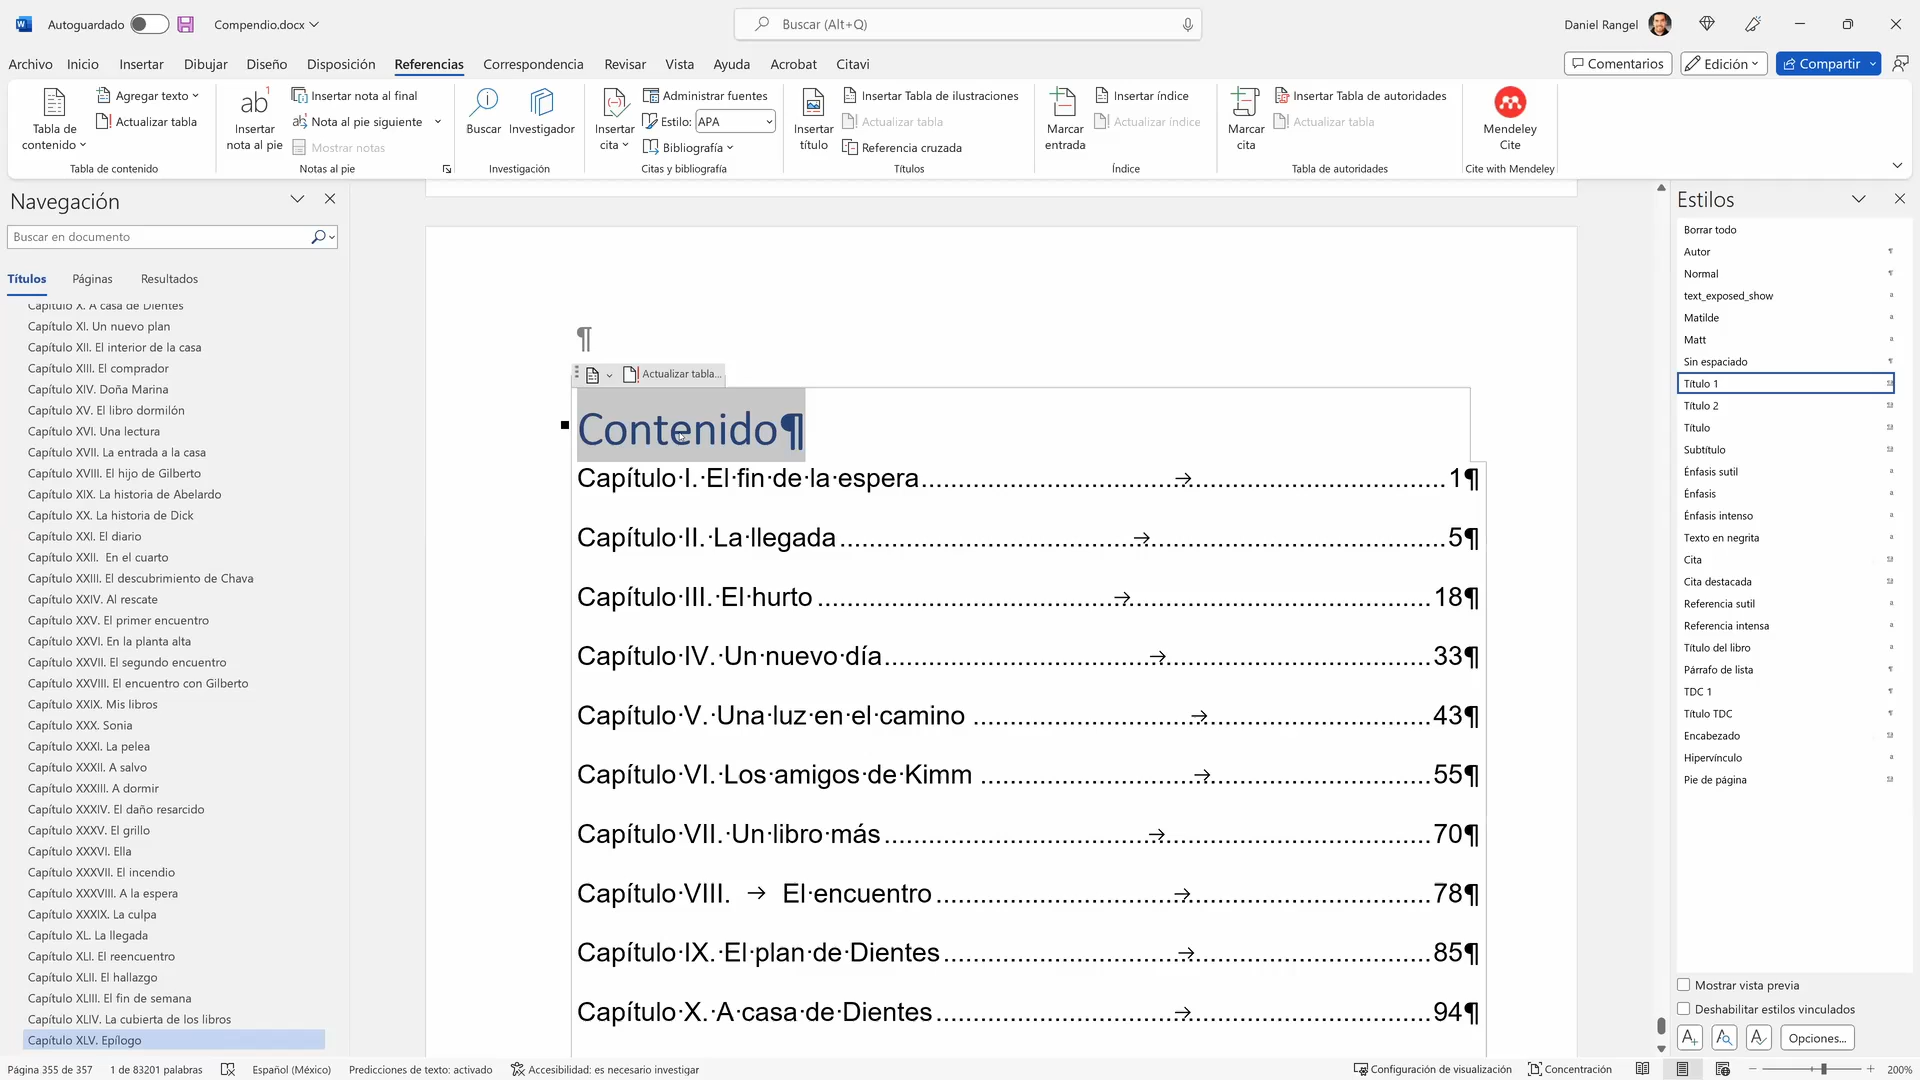 Autoguardado
Compendio.docx
Buscar (Alt+Q)
Daniel Rangel
Archivo Inicio Insertar Dibujar Diseño Disposición Referencias Correspondencia Revisar Vista Ayuda Acrobat Citavi
Comentarios Edición Compartir
Tabla de contenido
Agregar texto
Actualizar tabla
Tabla de contenido
ab
Insertar nota al pie
Insertar nota al final
Nota al pie siguiente
Mostrar notas
Notas al pie
Buscar
Investigador
Investigación
Insertar cita
Administrar fuentes
Estilo: APA
Bibliografía
Citas y bibliografía
Insertar título
Insertar Tabla de ilustraciones
Actualizar tabla
Referencia cruzada
Títulos
Marcar entrada
Insertar índice
Actualizar índice
Índice
Marcar cita
Insertar Tabla de autoridades
Actualizar tabla
Tabla de autoridades
Mendeley Cite
Cite with Mendeley
Navegación
Buscar en documento
Títulos Páginas Resultados
Capítulo X. A casa de Dientes
Capítulo XI. Un nuevo plan
Capítulo XII. El interior de la casa
Capítulo XIII. El comprador
Capítulo XIV. Doña Marina
Capítulo XV. El libro dormilón
Capítulo XVI. Una lectura
Capítulo XVII. La entrada a la casa
Capítulo XVIII. El hijo de Gilberto
Capítulo XIX. La historia de Abelardo
Capítulo XX. La historia de Dick
Capítulo XXI. El diario
Capítulo XXII.  En el cuarto
Capítulo XXIII. El descubrimiento de Chava
Capítulo XXIV. Al rescate
Capítulo XXV. El primer encuentro
Capítulo XXVI. En la planta alta
Capítulo XXVII. El segundo encuentro
Capítulo XXVIII. El encuentro con Gilberto
Capítulo XXIX. Mis libros
Capítulo XXX. Sonia
Capítulo XXXI. La pelea
Capítulo XXXII. A salvo
Capítulo XXXIII. A dormir
Capítulo XXXIV. El daño resarcido
Capítulo XXXV. El grillo
Capítulo XXXVI. Ella
Capítulo XXXVII. El incendio
Capítulo XXXVIII. A la espera
Capítulo XXXIX. La culpa
Capítulo XL. La llegada
Capítulo XLI. El reencuentro
Capítulo XLII. El hallazgo
Capítulo XLIII. El fin de semana
Capítulo XLIV. La cubierta de los libros
Capítulo XLV. Epílogo
¶
Actualizar tabla...
Contenido¶
Capítulo·I.·El·fin·de·la·espera → 1¶
Capítulo·II.·La·llegada → 5¶
Capítulo·III.·El·hurto → 18¶
Capítulo·IV.·Un·nuevo·día → 33¶
Capítulo·V.·Una·luz·en·el·camino → 43¶
Capítulo·VI.·Los·amigos·de·Kimm → 55¶
Capítulo·VII.·Un·libro·más → 70¶
Capítulo·VIII. → El·encuentro → 78¶
Capítulo·IX.·El·plan·de·Dientes → 85¶
Capítulo·X.·A·casa·de·Dientes → 94¶
Estilos
Borrar todo
Autor
Normal
text_exposed_show
Matilde
Matt
Sin espaciado
Título 1
Título 2
Título
Subtítulo
Énfasis sutil
Énfasis
Énfasis intenso
Texto en negrita
Cita
Cita destacada
Referencia sutil
Referencia intensa
Título del libro
Párrafo de lista
TDC 1
Título TDC
Encabezado
Hipervínculo
Pie de página
Mostrar vista previa
Deshabilitar estilos vinculados
Opciones...
Página 355 de 357 1 de 83201 palabras Español (México) Predicciones de texto: activado Accesibilidad: es necesario investigar Configuración de visualización Concentración 200%